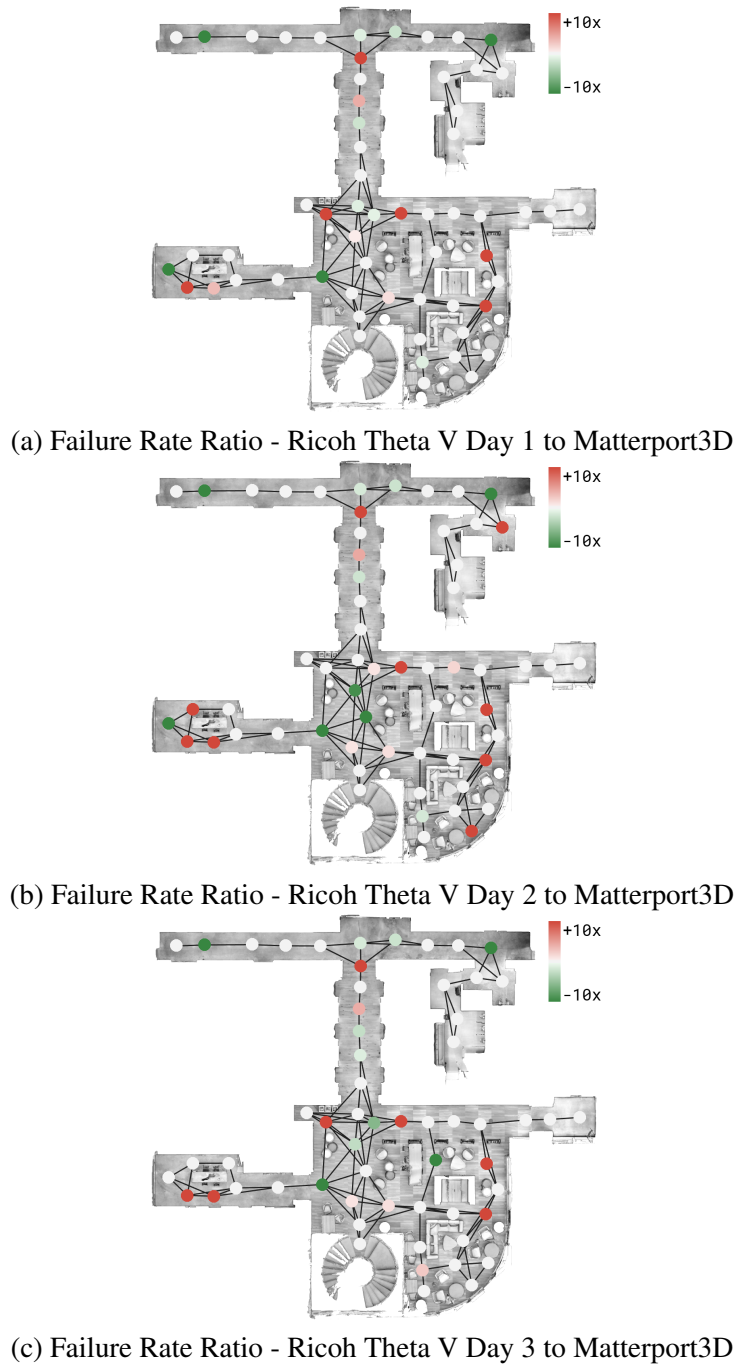 +10x
-10x
(a) Failure Rate Ratio - Ricoh Theta V Day 1 to Matterport3D
+10x
-10x
(b) Failure Rate Ratio - Ricoh Theta V Day 2 to Matterport3D
+10x
-10x
(c) Failure Rate Ratio - Ricoh Theta V Day 3 to Matterport3D